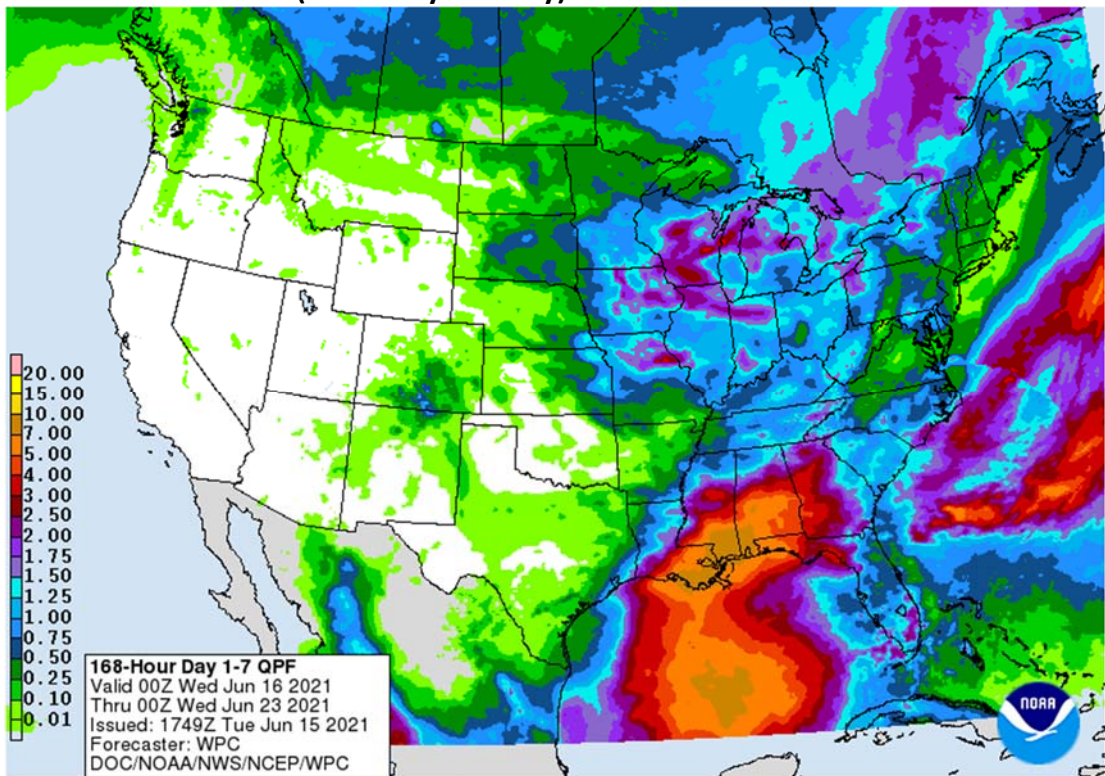 20.00
15.00
10.00
7.00
5.00
4.00
3.00
2.50
2.00
1.75
1.50
1.25
1.00
0.75
0.50
0.25
0.10
0.01
168-Hour Day 1-7 QPF
Valid 00Z Wed Jun 16 2021
Thru 00Z Wed Jun 23 2021
Issued: 1749Z Tue Jun 15 2021
Forecaster: WPC
DOC/NOAA/NWS/NCEP/WPC
NOAA